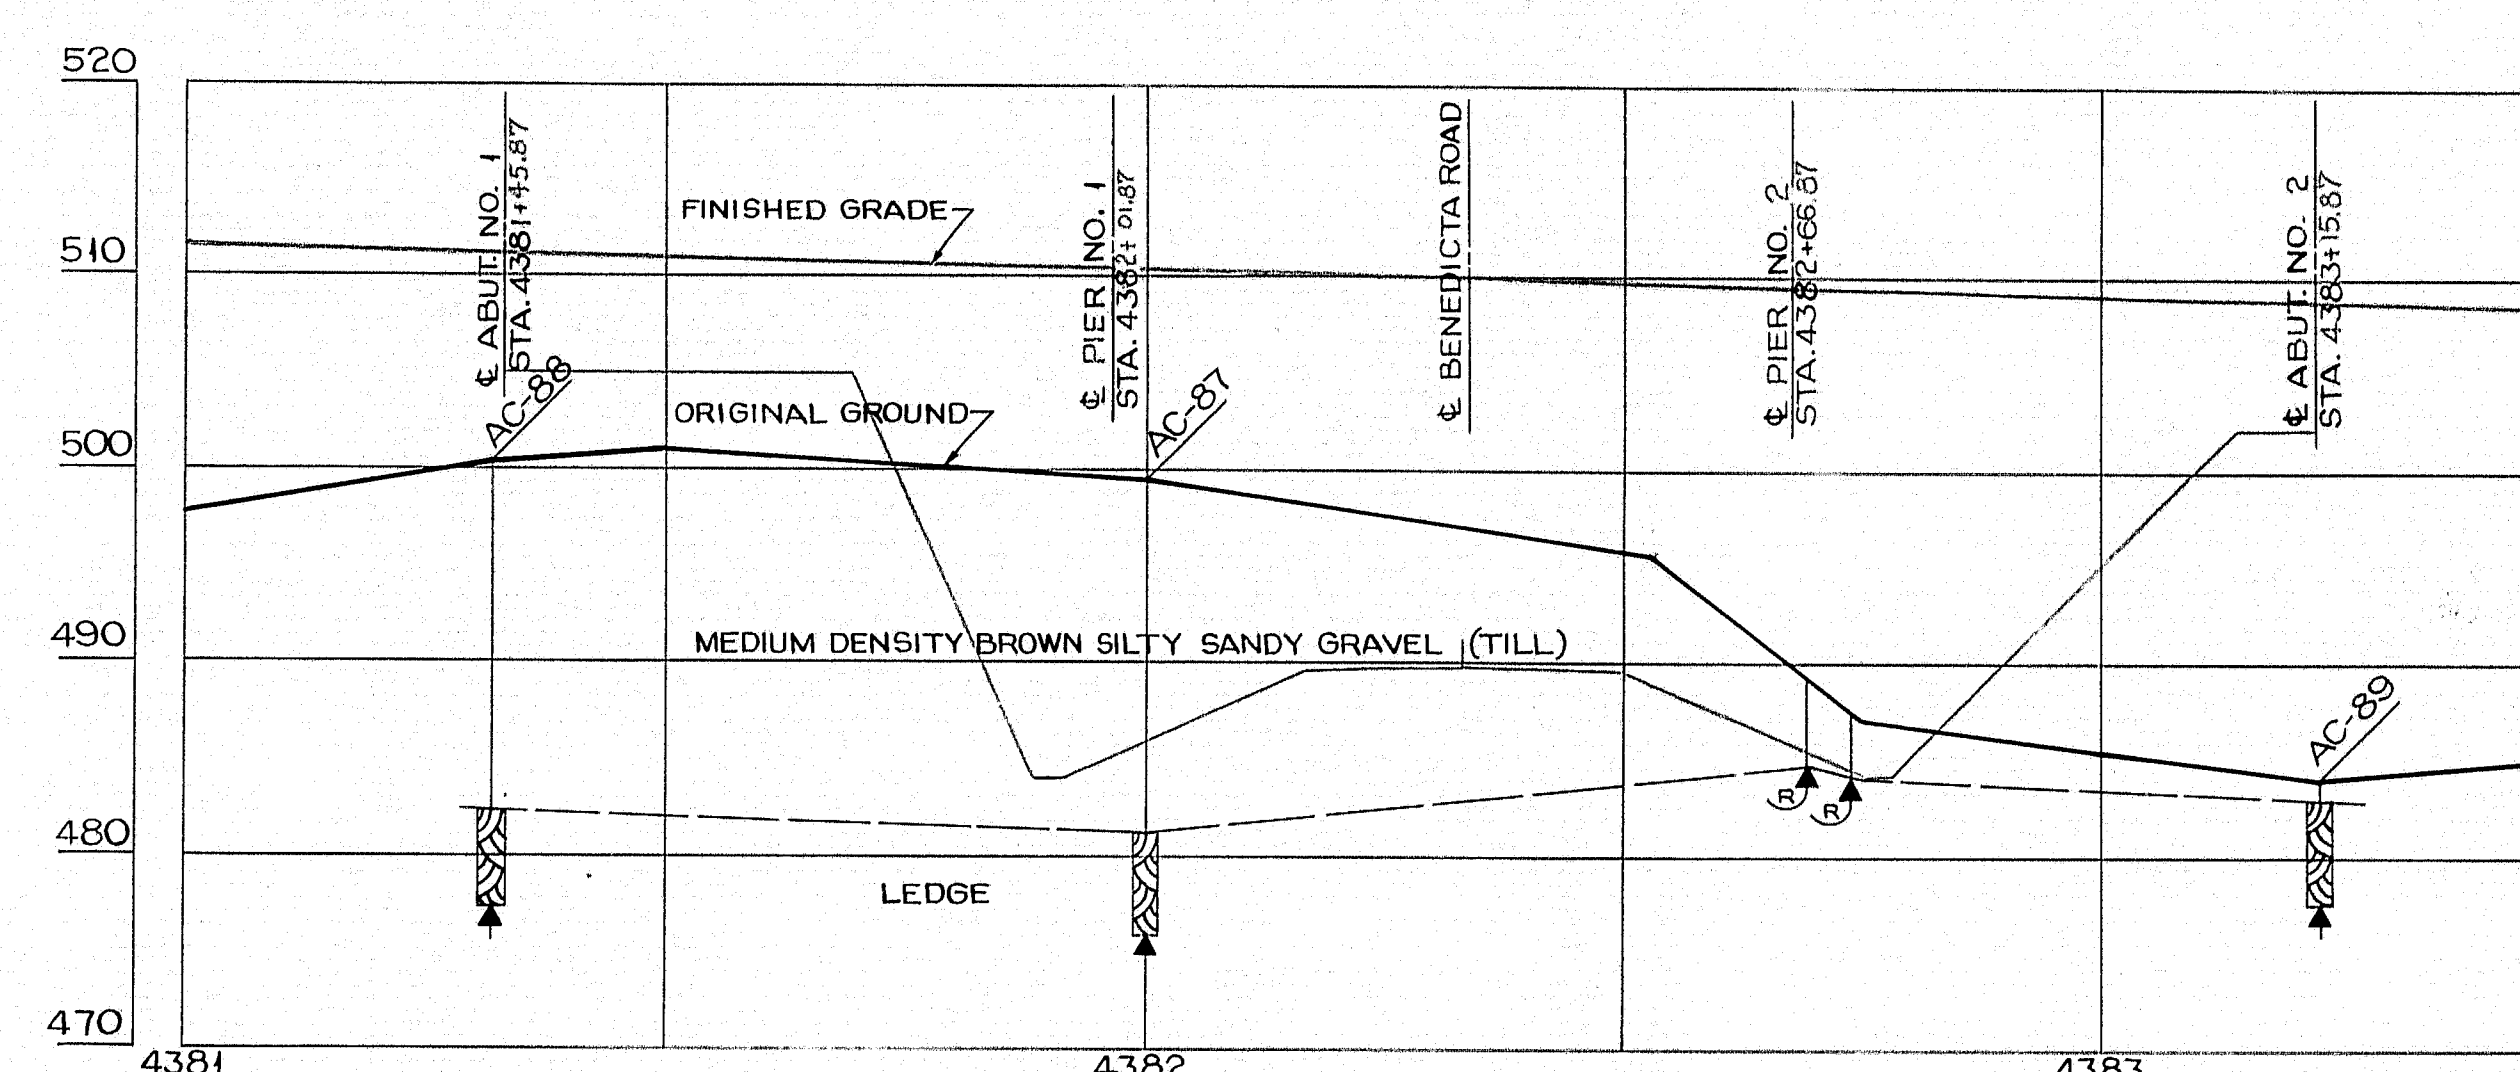 520
510
500
490
480
470
℄ ABUT. NO. 1
STA. 4381+45.87
FINISHED GRADE
℄ PIER NO. 1
STA. 4382+01.87
℄ BENEDICTA ROAD
℄ PIER NO. 2
STA. 4382+66.87
℄ ABUT. NO. 2
STA. 4383+15.87
AC-88
ORIGINAL GROUND
AC-87
MEDIUM DENSITY BROWN SILTY SANDY GRAVEL (TILL)
AC-89
R
R
LEDGE
4381
4382
4383